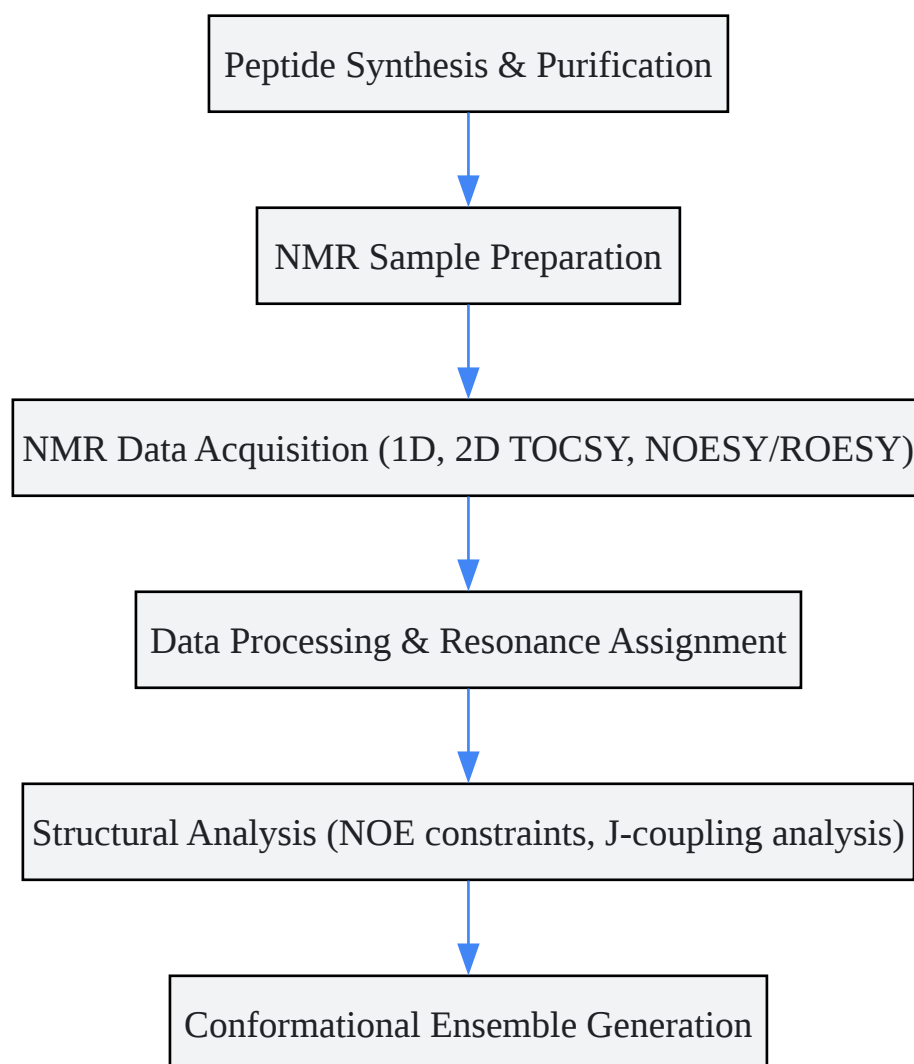 Peptide Synthesis & Purification
NMR Sample Preparation
NMR Data Acquisition (1D, 2D TOCSY, NOESY/ROESY)
Data Processing & Resonance Assignment
Structural Analysis (NOE constraints, J-coupling analysis)
Conformational Ensemble Generation